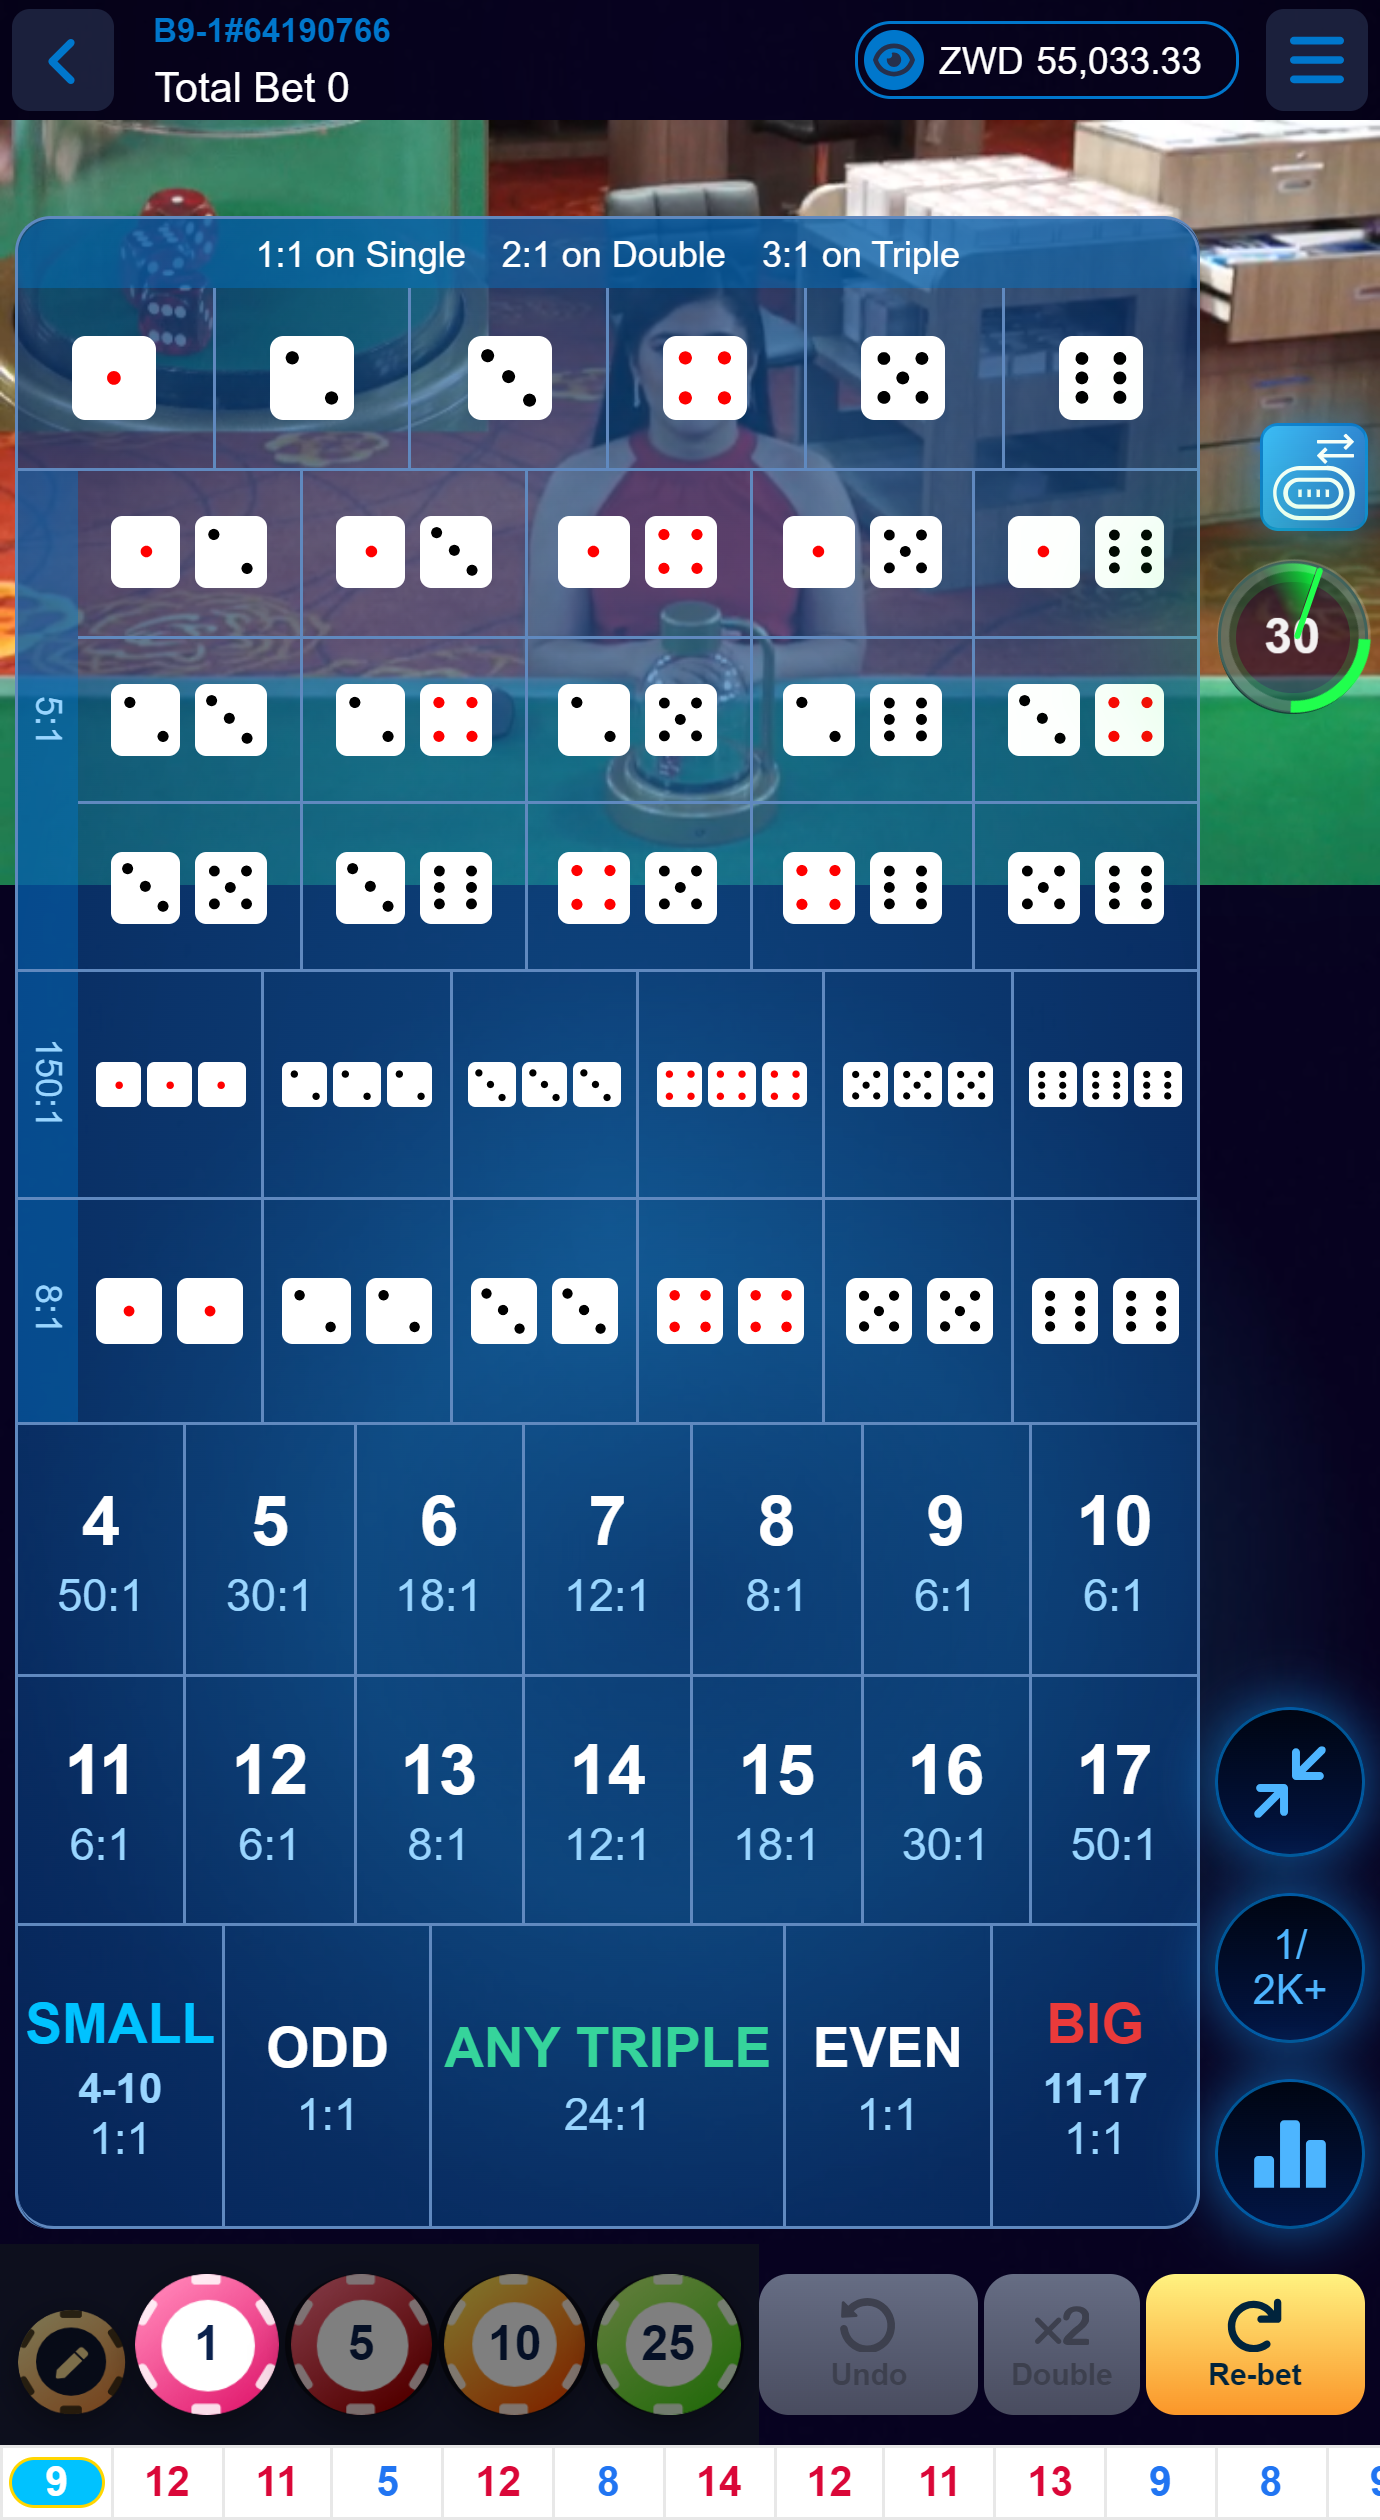 B9-1#64190766
Total Bet 0
ZWD 55,033.33
1:1 on Single 2:1 on Double 3:1 on Triple
30
5:1
150:1
8:1
4 5 6 7 8 9 10
50:1 30:1 18:1 12:1 8:1 6:1 6:1
11 12 13 14 15 16 17
6:1 6:1 8:1 12:1 18:1 30:1 50:1
SMALL
4-10
1:1
ODD
1:1
ANY TRIPLE
24:1
EVEN
1:1
BIG
11-17
1:1
1/
2K+
1 5 10 25
Undo
x2
Double
Re-bet
9 12 11 5 12 8 14 12 11 13 9 8